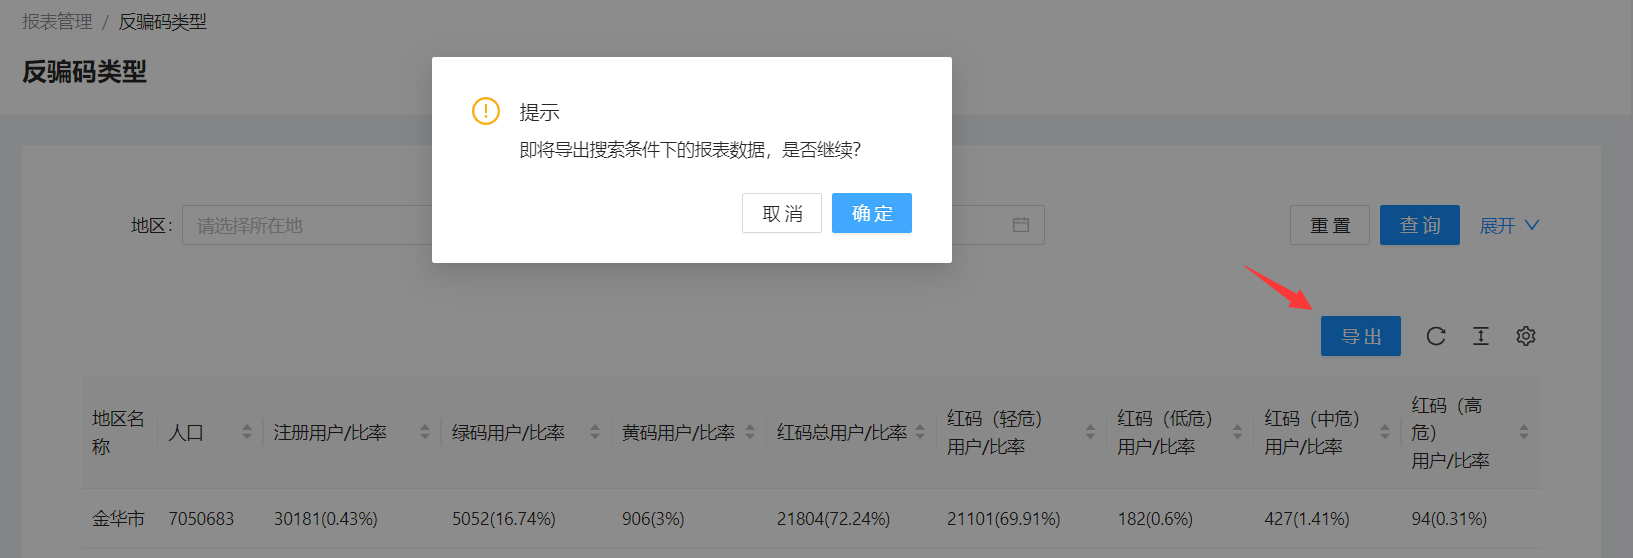 报表管理 / 反骗码类型
反骗码类型
提示
即将导出搜索条件下的报表数据，是否继续？
取 消
确 定
地区：
请选择所在地
重 置
查 询
展开
导 出
地区名称
人口
注册用户/比率
绿码用户/比率
黄码用户/比率
红码总用户/比率
红码（轻危）
用户/比率
红码（低危）
用户/比率
红码（中危）
用户/比率
红码（高危）
用户/比率
金华市 7050683 30181(0.43%) 5052(16.74%) 906(3%) 21804(72.24%) 21101(69.91%) 182(0.6%) 427(1.41%) 94(0.31%)